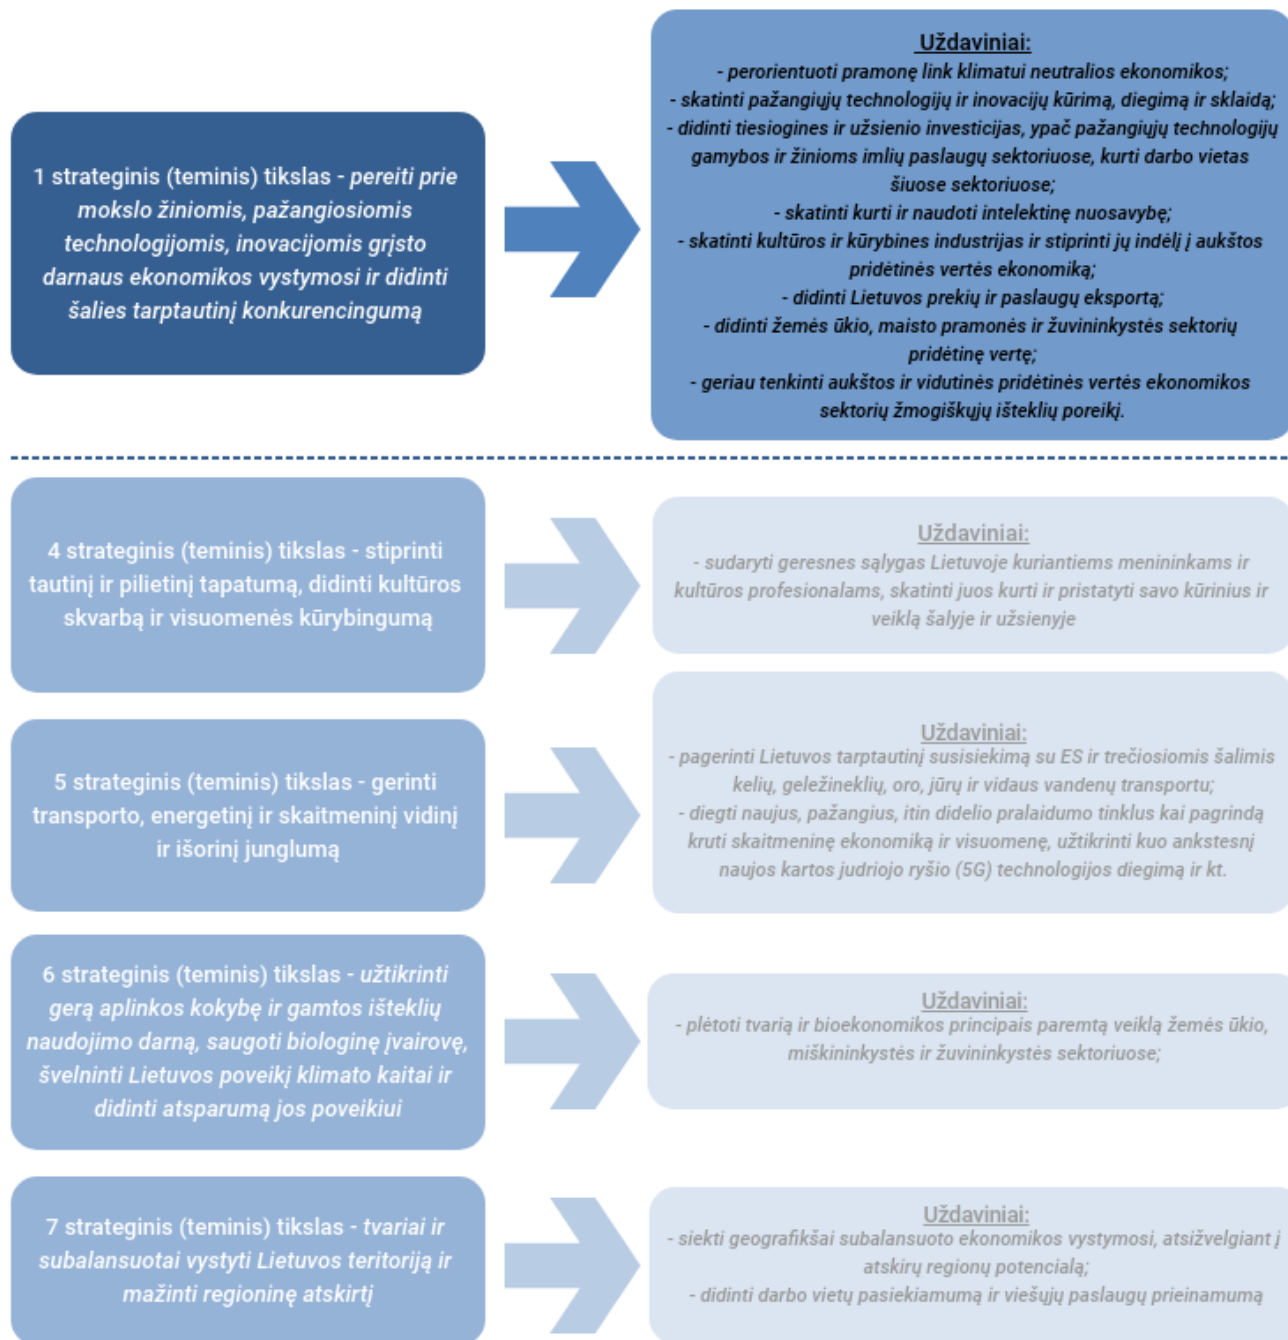 1 strateginis (teminis) tikslas - pereiti prie
mokslo žiniomis, pažangiosiomis
technologijomis, inovacijomis grįsto
darnaus ekonomikos vystymosi ir didinti
šalies tarptautinį konkurencingumą
Uždaviniai:
- perorientuoti pramonę link klimatui neutralios ekonomikos;
- skatinti pažangiųjų technologijų ir inovacijų kūrimą, diegimą ir sklaidą;
- didinti tiesiogines ir užsienio investicijas, ypač pažangiųjų technologijų
gamybos ir žinioms imlių paslaugų sektoriuose, kurti darbo vietas
šiuose sektoriuose;
- skatinti kurti ir naudoti intelektinę nuosavybę;
- skatinti kultūros ir kūrybines industrijas ir stiprinti jų indėlį į aukštos
pridėtinės vertės ekonomiką;
- didinti Lietuvos prekių ir paslaugų eksportą;
- didinti žemės ūkio, maisto pramonės ir žuvininkystės sektorių
pridėtinę vertę;
- geriau tenkinti aukštos ir vidutinės pridėtinės vertės ekonomikos
sektorių žmogiškųjų išteklių poreikį.
4 strateginis (teminis) tikslas - stiprinti
tautinį ir pilietinį tapatumą, didinti kultūros
skvarbą ir visuomenės kūrybingumą
Uždaviniai:
- sudaryti geresnes sąlygas Lietuvoje kuriantiems menininkams ir
kultūros profesionalams, skatinti juos kurti ir pristatyti savo kūrinius ir
veiklą šalyje ir užsienyje
5 strateginis (teminis) tikslas - gerinti
transporto, energetinį ir skaitmeninį vidinį
ir išorinį junglumą
Uždaviniai:
- pagerinti Lietuvos tarptautinį susisiekimą su ES ir trečiosiomis šalimis
kelių, geležineklių, oro, jūrų ir vidaus vandenų transportu;
- diegti naujus, pažangius, itin didelio pralaidumo tinklus kai pagrindą
kruti skaitmeninę ekonomiką ir visuomenę, užtikrinti kuo ankstesnį
naujos kartos judriojo ryšio (5G) technologijos diegimą ir kt.
6 strateginis (teminis) tikslas - užtikrinti
gerą aplinkos kokybę ir gamtos išteklių
naudojimo darną, saugoti biologinę įvairovę,
švelninti Lietuvos poveikį klimato kaitai ir
didinti atsparumą jos poveikiui
Uždaviniai:
- plėtoti tvarią ir bioekonomikos principais paremtą veiklą žemės ūkio,
miškininkystės ir žuvininkystės sektoriuose;
7 strateginis (teminis) tikslas - tvariai ir
subalansuotai vystyti Lietuvos teritoriją ir
mažinti regioninę atskirtį
Uždaviniai:
- siekti geografikšai subalansuoto ekonomikos vystymosi, atsižvelgiant į
atskirų regionų potencialą;
- didinti darbo vietų pasiekiamumą ir viešųjų paslaugų prieinamumą